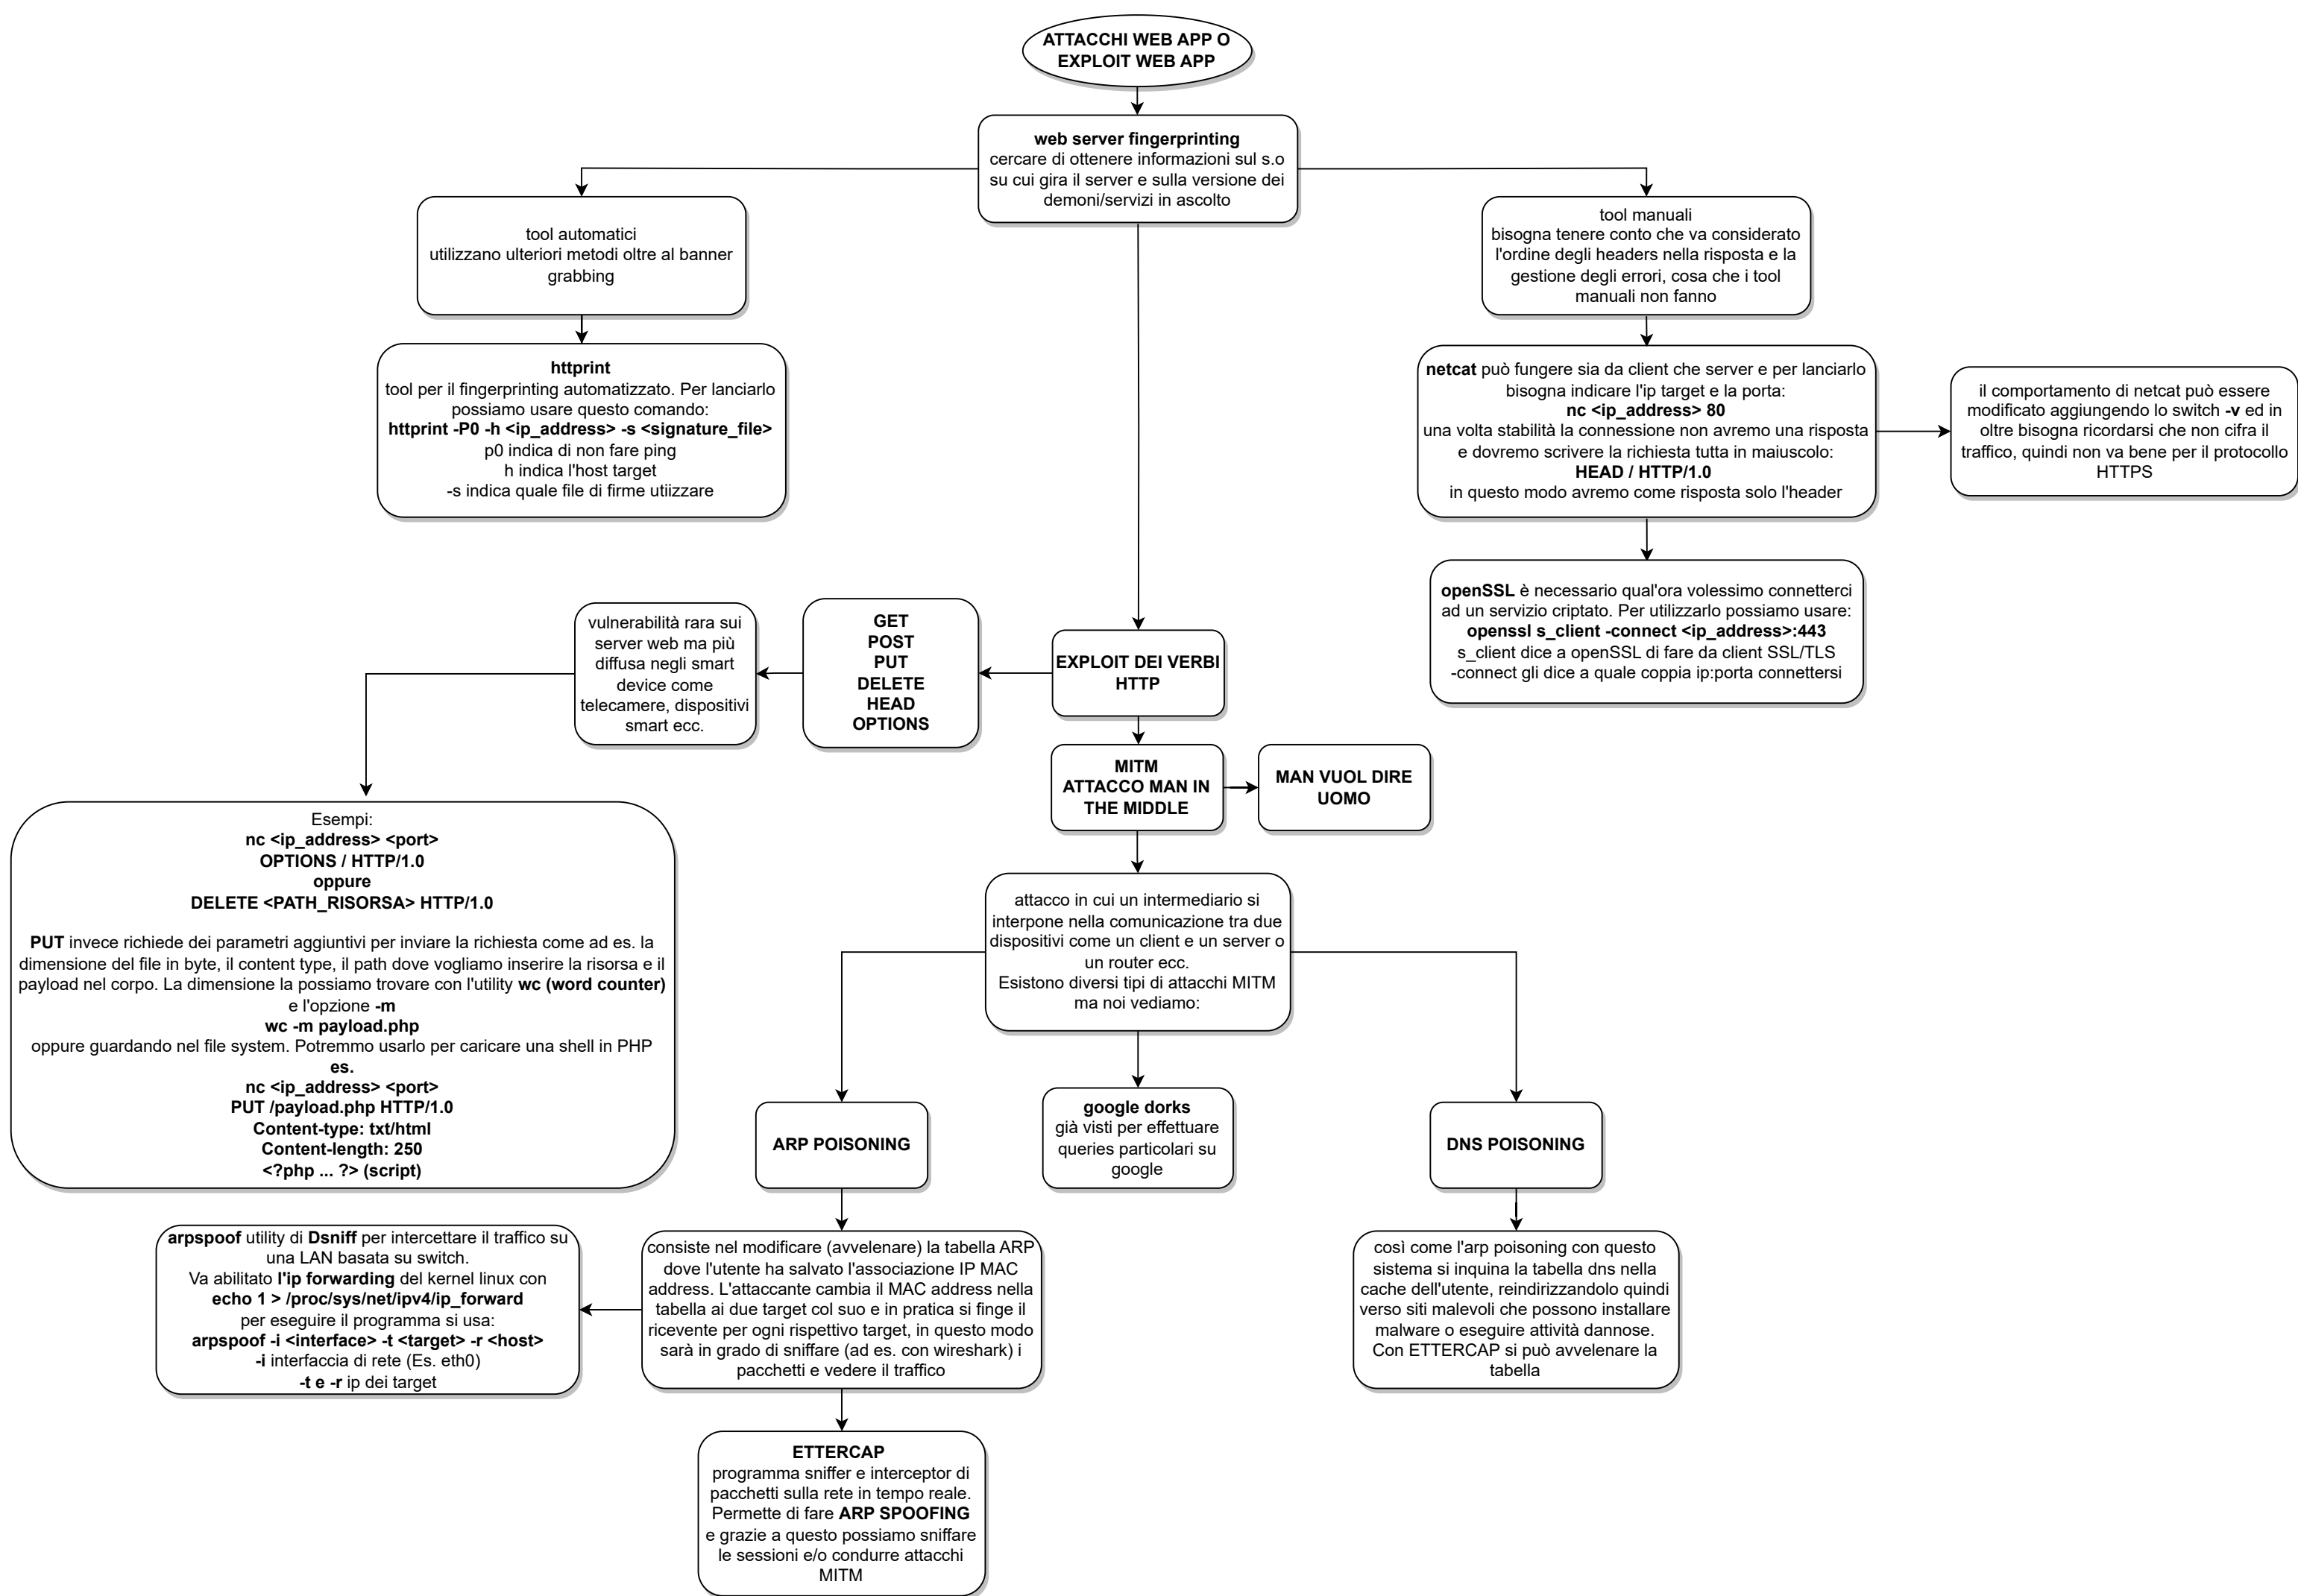 ATTACCHI WEB APP O
EXPLOIT WEB APP
web server fingerprinting
cercare di ottenere informazioni sul s.o
su cui gira il server e sulla versione dei
demoni/servizi in ascolto
tool automatici
utilizzano ulteriori metodi oltre al banner
grabbing
tool manuali
bisogna tenere conto che va considerato
l'ordine degli headers nella risposta e la
gestione degli errori, cosa che i tool
manuali non fanno
httprint
tool per il fingerprinting automatizzato. Per lanciarlo
possiamo usare questo comando:
httprint -P0 -h <ip_address> -s <signature_file>
p0 indica di non fare ping
h indica l'host target
-s indica quale file di firme utiizzare
netcat può fungere sia da client che server e per lanciarlo
bisogna indicare l'ip target e la porta:
nc <ip_address> 80
una volta stabilità la connessione non avremo una risposta
e dovremo scrivere la richiesta tutta in maiuscolo:
HEAD / HTTP/1.0
in questo modo avremo come risposta solo l'header
il comportamento di netcat può essere
modificato aggiungendo lo switch -v ed in
oltre bisogna ricordarsi che non cifra il
traffico, quindi non va bene per il protocollo
HTTPS
openSSL è necessario qual'ora volessimo connetterci
ad un servizio criptato. Per utilizzarlo possiamo usare:
openssl s_client -connect <ip_address>:443
s_client dice a openSSL di fare da client SSL/TLS
-connect gli dice a quale coppia ip:porta connettersi
vulnerabilità rara sui
server web ma più
diffusa negli smart
device come
telecamere, dispositivi
smart ecc.
GET
POST
PUT
DELETE
HEAD
OPTIONS
EXPLOIT DEI VERBI
HTTP
MITM
ATTACCO MAN IN
THE MIDDLE
MAN VUOL DIRE
UOMO
Esempi:
nc <ip_address> <port>
OPTIONS / HTTP/1.0
oppure
DELETE <PATH_RISORSA> HTTP/1.0
PUT invece richiede dei parametri aggiuntivi per inviare la richiesta come ad es. la
dimensione del file in byte, il content type, il path dove vogliamo inserire la risorsa e il
payload nel corpo. La dimensione la possiamo trovare con l'utility wc (word counter)
e l'opzione -m
wc -m payload.php
oppure guardando nel file system. Potremmo usarlo per caricare una shell in PHP
es.
nc <ip_address> <port>
PUT /payload.php HTTP/1.0
Content-type: txt/html
Content-length: 250
<?php ... ?> (script)
attacco in cui un intermediario si
interpone nella comunicazione tra due
dispositivi come un client e un server o
un router ecc.
Esistono diversi tipi di attacchi MITM
ma noi vediamo:
ARP POISONING
google dorks
già visti per effettuare
queries particolari su
google
DNS POISONING
arpspoof utility di Dsniff per intercettare il traffico su
una LAN basata su switch.
Va abilitato l'ip forwarding del kernel linux con
echo 1 > /proc/sys/net/ipv4/ip_forward
per eseguire il programma si usa:
arpspoof -i <interface> -t <target> -r <host>
-i interfaccia di rete (Es. eth0)
-t e -r ip dei target
consiste nel modificare (avvelenare) la tabella ARP
dove l'utente ha salvato l'associazione IP MAC
address. L'attaccante cambia il MAC address nella
tabella ai due target col suo e in pratica si finge il
ricevente per ogni rispettivo target, in questo modo
sarà in grado di sniffare (ad es. con wireshark) i
pacchetti e vedere il traffico
così come l'arp poisoning con questo
sistema si inquina la tabella dns nella
cache dell'utente, reindirizzandolo quindi
verso siti malevoli che possono installare
malware o eseguire attività dannose.
Con ETTERCAP si può avvelenare la
tabella
ETTERCAP
programma sniffer e interceptor di
pacchetti sulla rete in tempo reale.
Permette di fare ARP SPOOFING
e grazie a questo possiamo sniffare
le sessioni e/o condurre attacchi
MITM